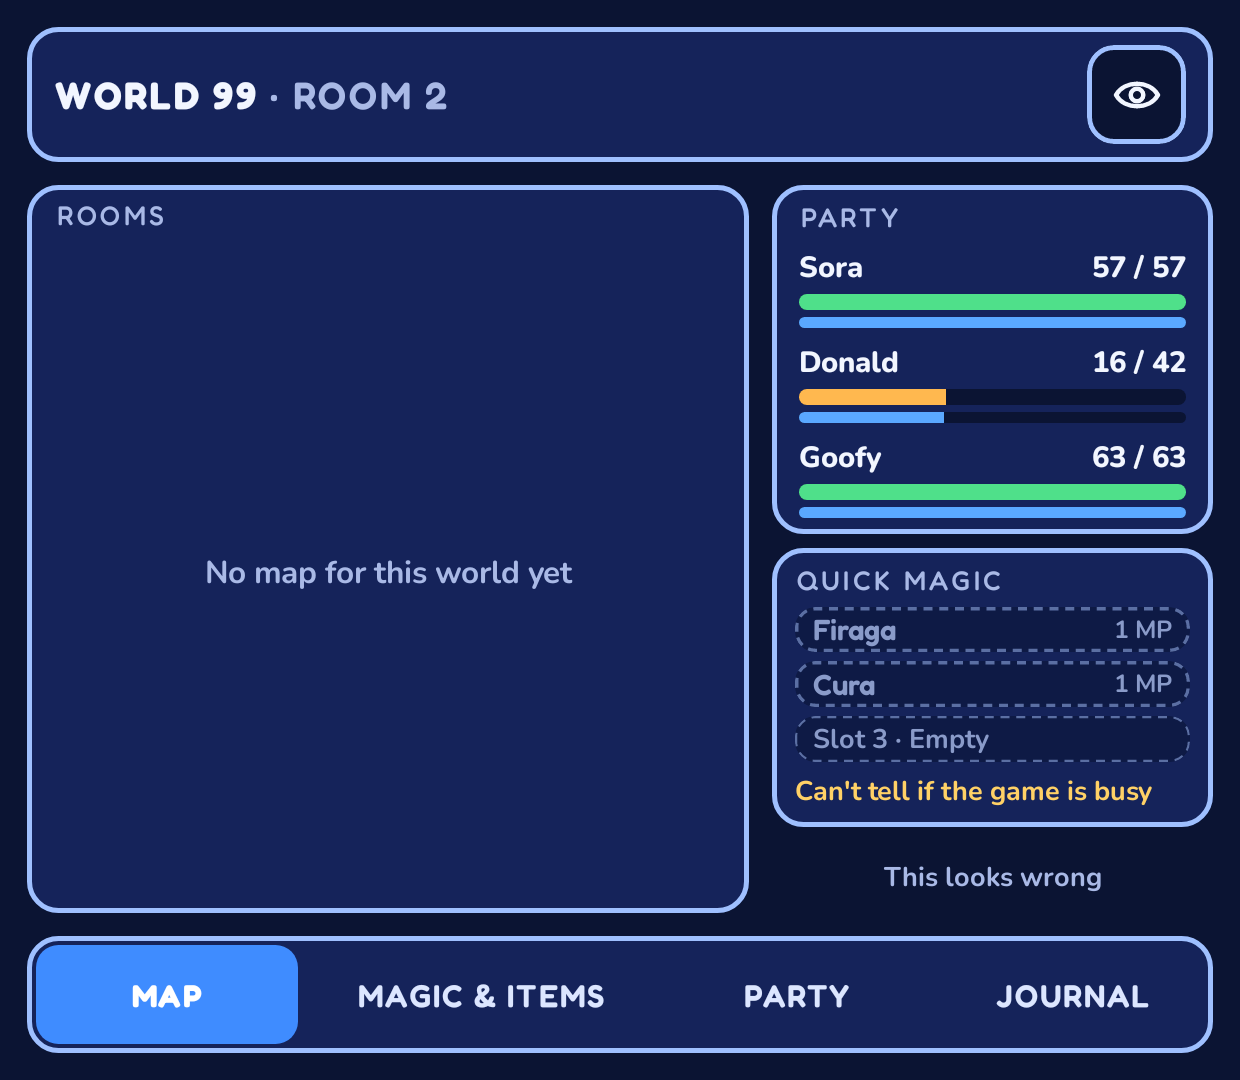 WORLD 99 · ROOM 2
ROOMS
No map for this world yet
PARTY
Sora 57 / 57
Donald 16 / 42
Goofy 63 / 63
QUICK MAGIC
Firaga 1 MP
Cura 1 MP
Slot 3 · Empty
Can't tell if the game is busy
This looks wrong
MAP MAGIC & ITEMS PARTY JOURNAL